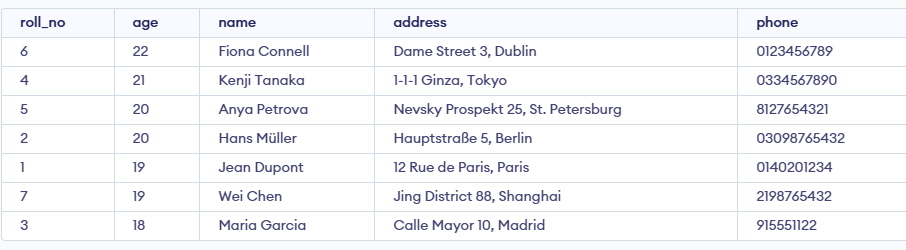 roll_no age name address phone
6 22 Fiona Connell Dame Street 3, Dublin 0123456789
4 21 Kenji Tanaka 1-1-1 Ginza, Tokyo 0334567890
5 20 Anya Petrova Nevsky Prospekt 25, St. Petersburg 8127654321
2 20 Hans Müller Hauptstraße 5, Berlin 03098765432
1 19 Jean Dupont 12 Rue de Paris, Paris 0140201234
7 19 Wei Chen Jing District 88, Shanghai 2198765432
3 18 Maria Garcia Calle Mayor 10, Madrid 915551122